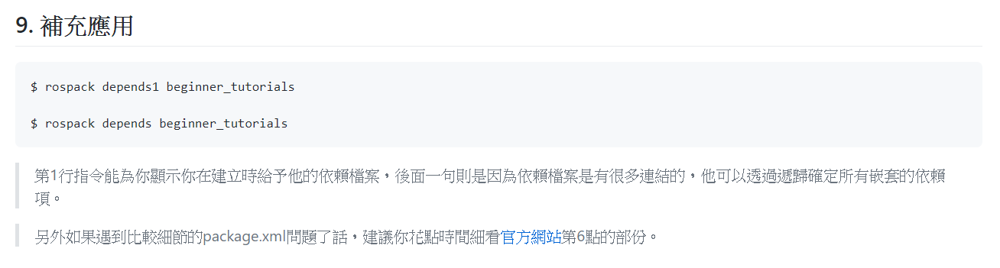 9. 補充應用
$ rospack depends1 beginner_tutorials
$ rospack depends beginner_tutorials
第1行指令能為你顯示你在建立時給予他的依賴檔案，後面一句則是因為依賴檔案是有很多連結的，他可以透過遞歸確定所有嵌套的依賴
項。
另外如果遇到比較細節的package.xml問題了話，建議你花點時間細看官方網站第6點的部份。